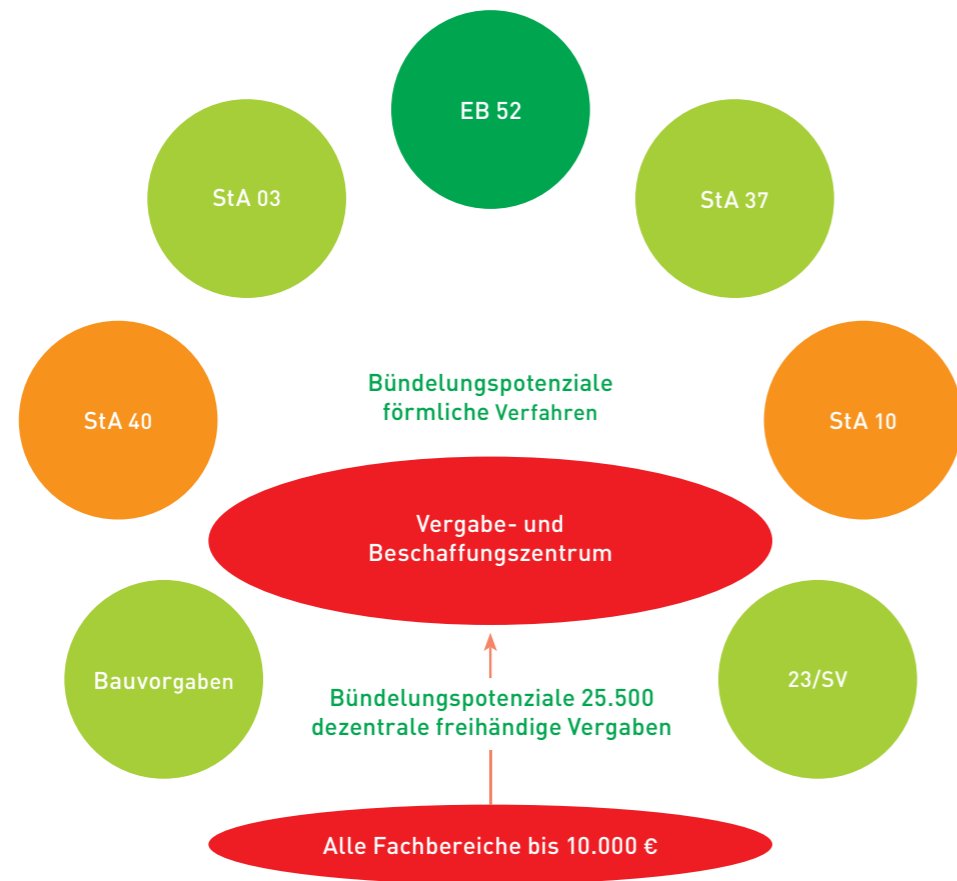 EB 52
StA 03
StA 37
Bündelungspotenziale
förmliche Verfahren
StA 40
StA 10
Vergabe- und
Beschaffungszentrum
Bauvorgaben
23/SV
Bündelungspotenziale 25.500
dezentrale freihändige Vergaben
Alle Fachbereiche bis 10.000 €